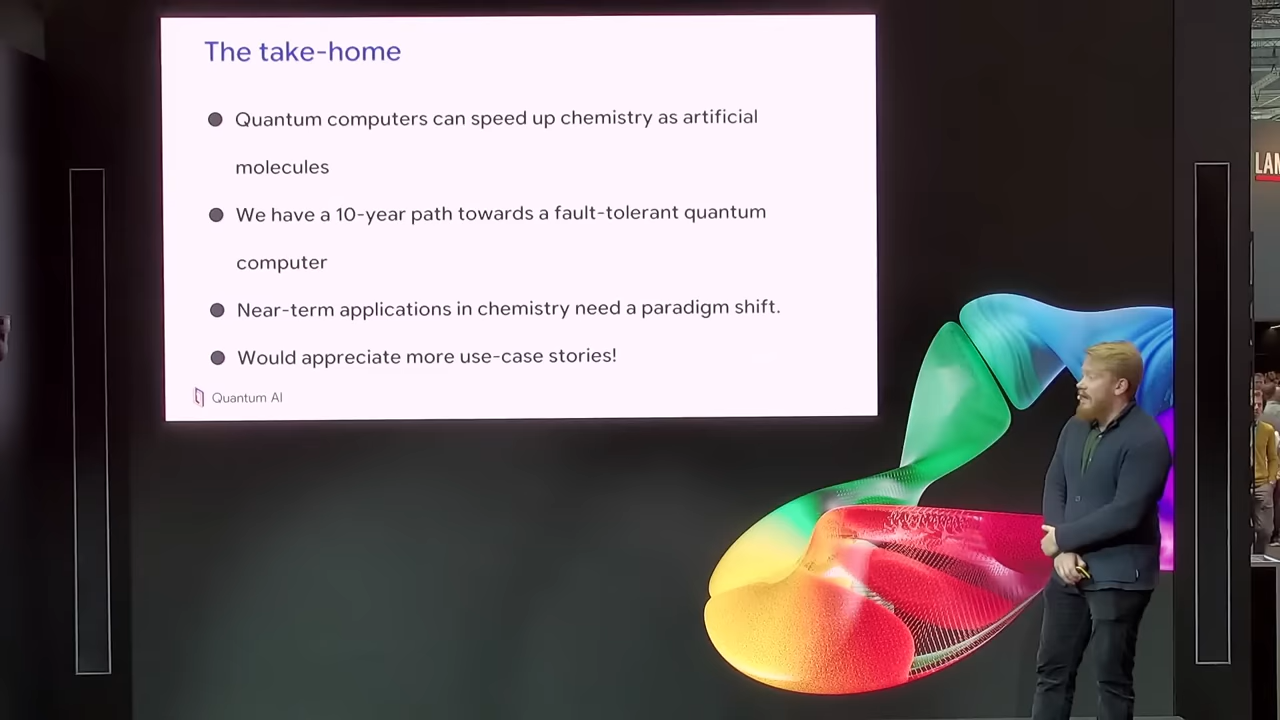 The take-home
Quantum computers can speed up chemistry as artificial
molecules
We have a 10-year path towards a fault-tolerant quantum
computer
Near-term applications in chemistry need a paradigm shift.
Would appreciate more use-case stories!
Quantum AI